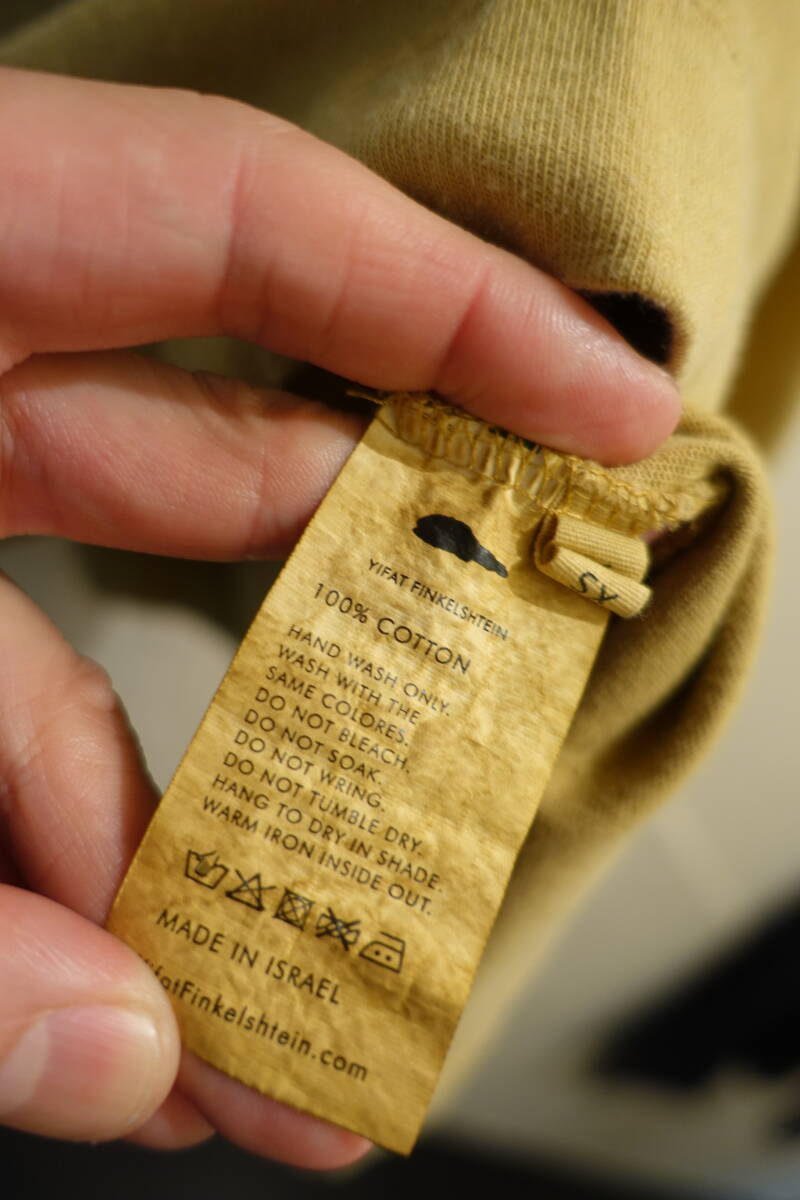 YIFAT FINKELSHTEIN
100% COTTON
HAND WASH ONLY.
WASH WITH THE
SAME COLORES.
DO NOT BLEACH.
DO NOT SOAK.
DO NOT WRING.
DO NOT TUMBLE DRY.
HANG TO DRY IN SHADE.
WARM IRON INSIDE OUT.
MADE IN ISRAEL
ifatFinkelshtein.com
XS